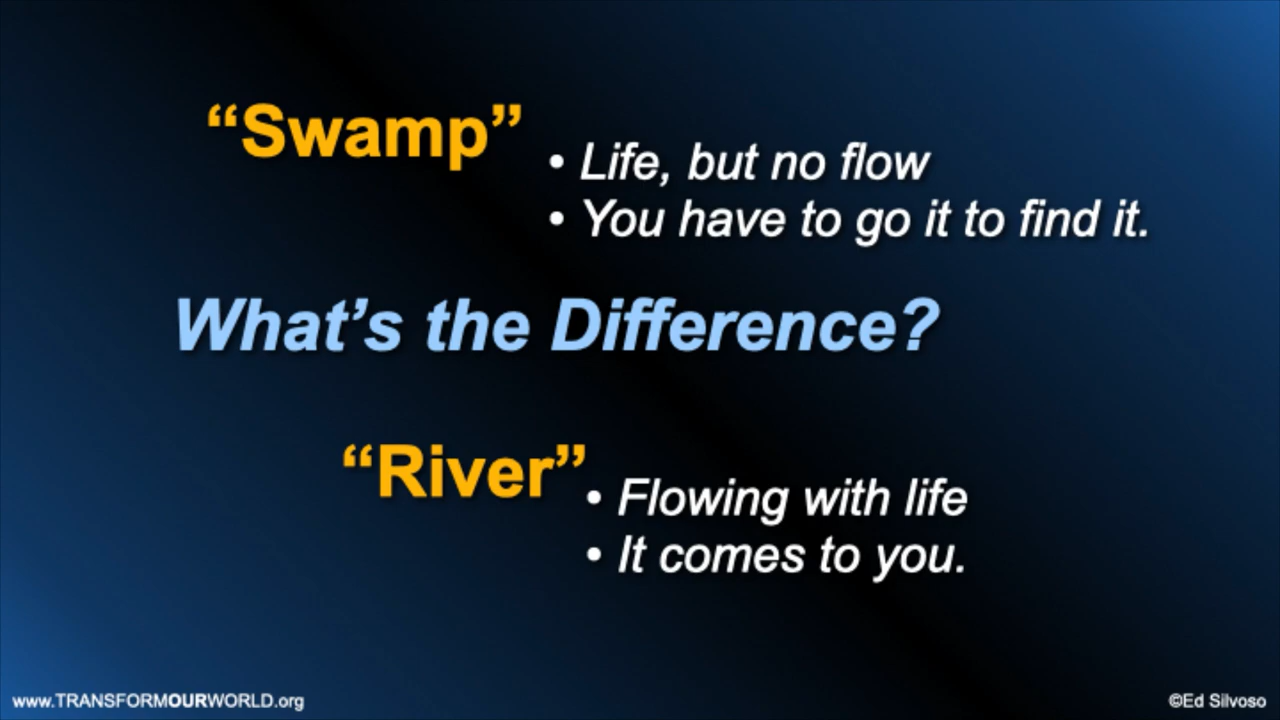 “Swamp”
• Life, but no flow
• You have to go it to find it.
What’s the Difference?
“River”
• Flowing with life
• It comes to you.
www.TRANSFORMOURWORLD.org
©Ed Silvoso